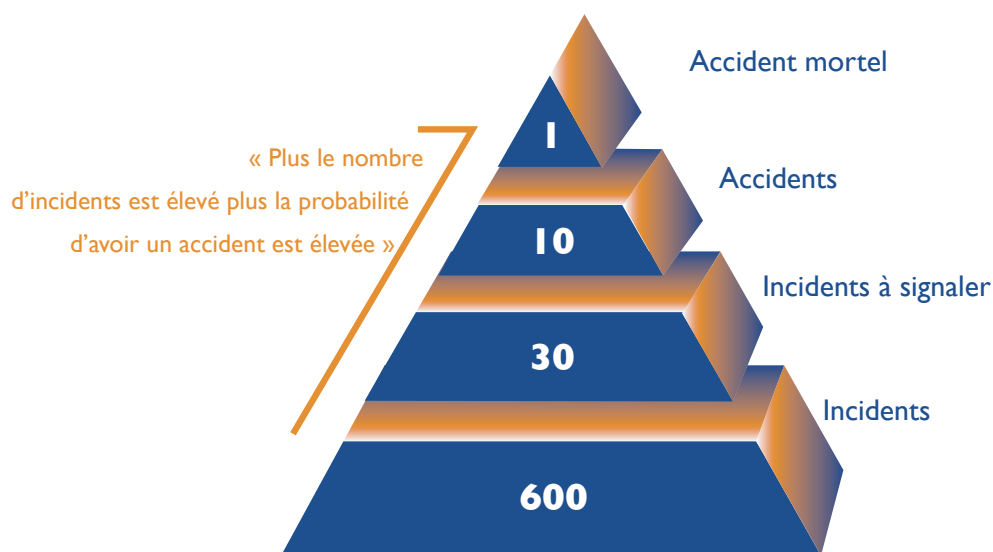 Accident mortel
1
« Plus le nombre
d'incidents est élevé plus la probabilité
d'avoir un accident est élevée »
Accidents
10
Incidents à signaler
30
Incidents
600